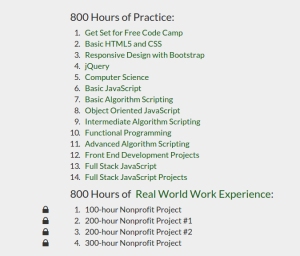 800 Hours of Practice:
1. Get Set for Free Code Camp
2. Basic HTML5 and CSS
3. Responsive Design with Bootstrap
4. jQuery
5. Computer Science
6. Basic JavaScript
7. Basic Algorithm Scripting
8. Object Oriented JavaScript
9. Intermediate Algorithm Scripting
10. Functional Programming
11. Advanced Algorithm Scripting
12. Front End Development Projects
13. Full Stack JavaScript
14. Full Stack JavaScript Projects
800 Hours of Real World Work Experience:
1. 100-hour Nonprofit Project
2. 200-hour Nonprofit Project #1
3. 200-hour Nonprofit Project #2
4. 300-hour Nonprofit Project